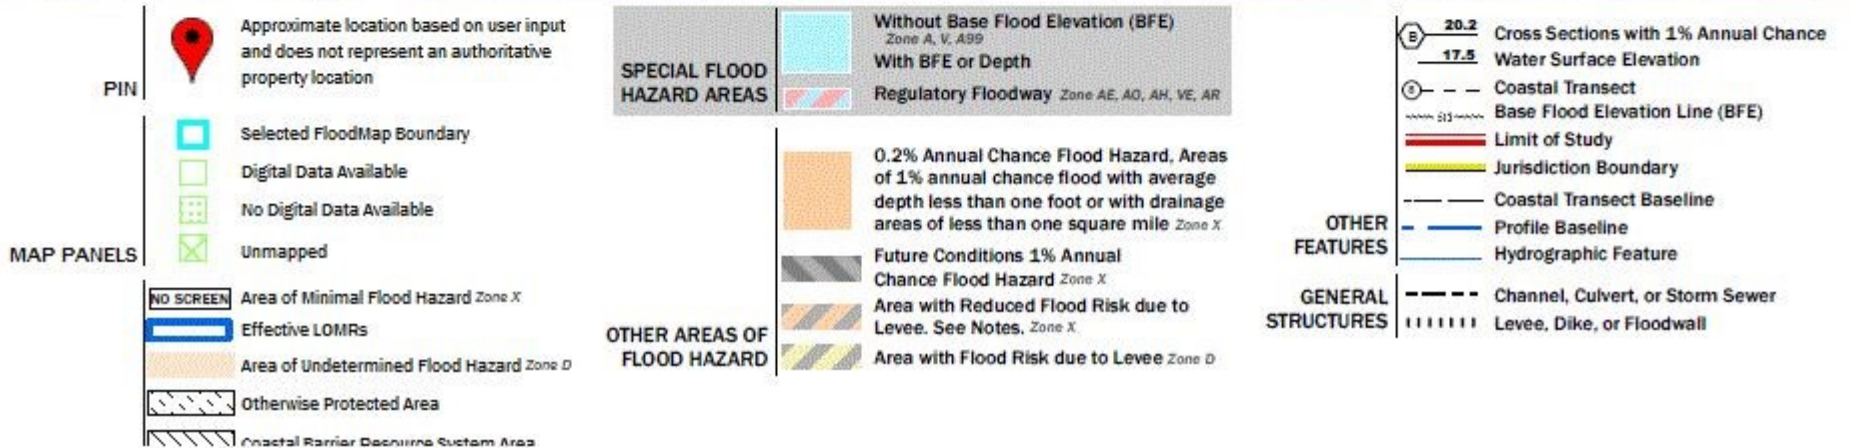 Approximate location based on user input
and does not represent an authoritative
property location
PIN
Selected FloodMap Boundary
Digital Data Available
No Digital Data Available
Unmapped
MAP PANELS
NO SCREEN Area of Minimal Flood Hazard Zone X
Effective LOMRs
Area of Undetermined Flood Hazard Zone D
Otherwise Protected Area
Coastal Barrier Resource System Area
Without Base Flood Elevation (BFE)
Zone A, V, A99
With BFE or Depth
Regulatory Floodway Zone AE, AO, AH, VE, AR
SPECIAL FLOOD
HAZARD AREAS
0.2% Annual Chance Flood Hazard, Areas
of 1% annual chance flood with average
depth less than one foot or with drainage
areas of less than one square mile Zone X
Future Conditions 1% Annual
Chance Flood Hazard Zone X
Area with Reduced Flood Risk due to
Levee. See Notes. Zone X
Area with Flood Risk due to Levee Zone D
OTHER AREAS OF
FLOOD HAZARD
B 20.2 Cross Sections with 1% Annual Chance
17.5 Water Surface Elevation
8 Coastal Transect
513 Base Flood Elevation Line (BFE)
Limit of Study
Jurisdiction Boundary
Coastal Transect Baseline
Profile Baseline
Hydrographic Feature
OTHER
FEATURES
Channel, Culvert, or Storm Sewer
Levee, Dike, or Floodwall
GENERAL
STRUCTURES